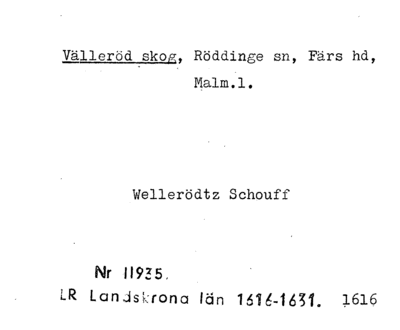 Välleröd skog, Röddinge sn, Färs hd,
Malm.l.
Wellerödtz Schouff
Nr 11935.
LR Landskrona län 1616-1631. 1616